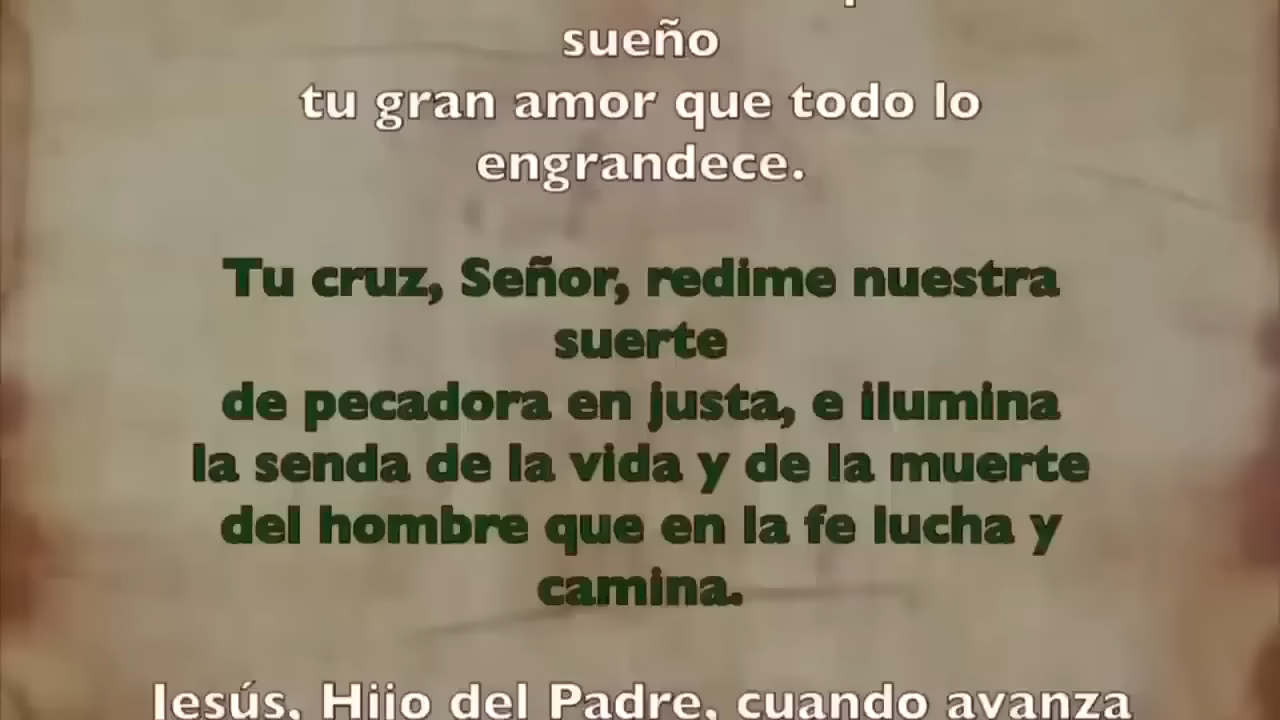 sueño
tu gran amor que todo lo
engrandece.
Tu cruz, Señor, redime nuestra
suerte
de pecadora en justa, e ilumina
la senda de la vida y de la muerte
del hombre que en la fe lucha y
camina.
Jesús, Hijo del Padre, cuando avanza